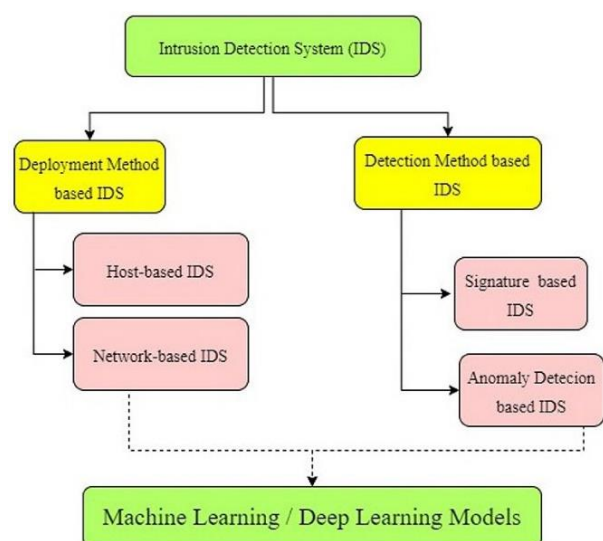 Intrusion Detection System (IDS)
Deployment Method
based IDS
Detection Method based
IDS
Host-based IDS
Signature based
IDS
Network-based IDS
Anomaly Detecion
based IDS
Machine Learning / Deep Learning Models